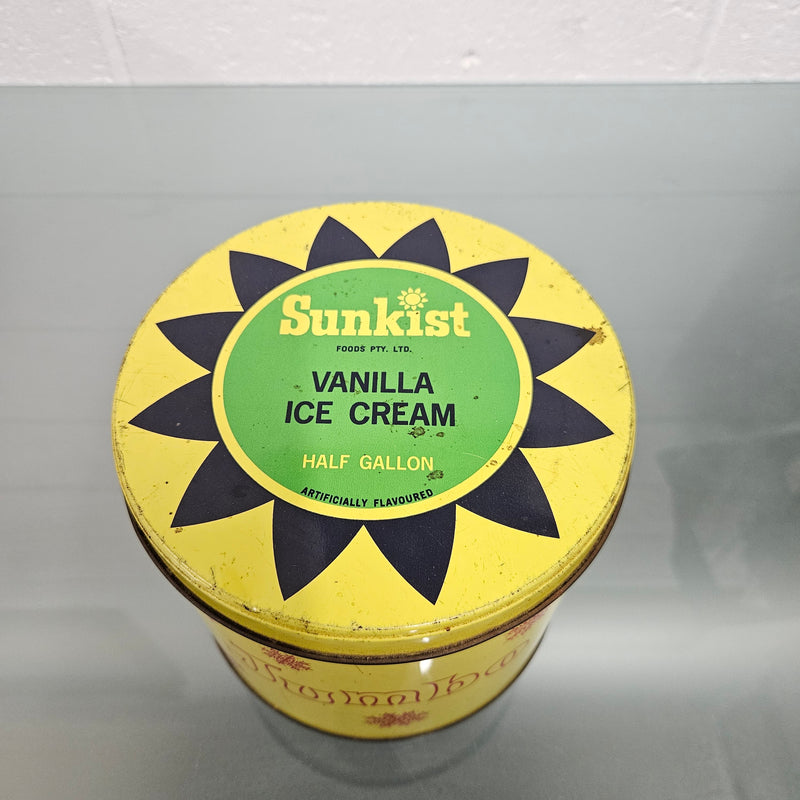 Sunkist
FOODS PTY. LTD.
VANILLA
ICE CREAM
HALF GALLON
ARTIFICIALLY FLAVOURED